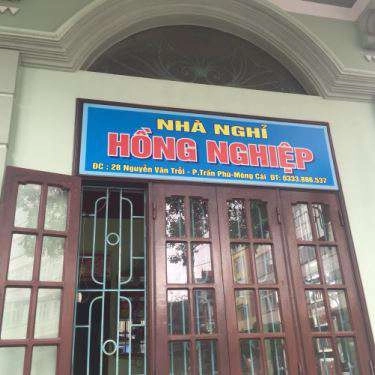 NHÀ NGHỈ
HỒNG NGHIỆP
ĐC : 28 Nguyễn Văn Trỗi - P.Trần Phú-Móng Cái ĐT: 0333.886.537